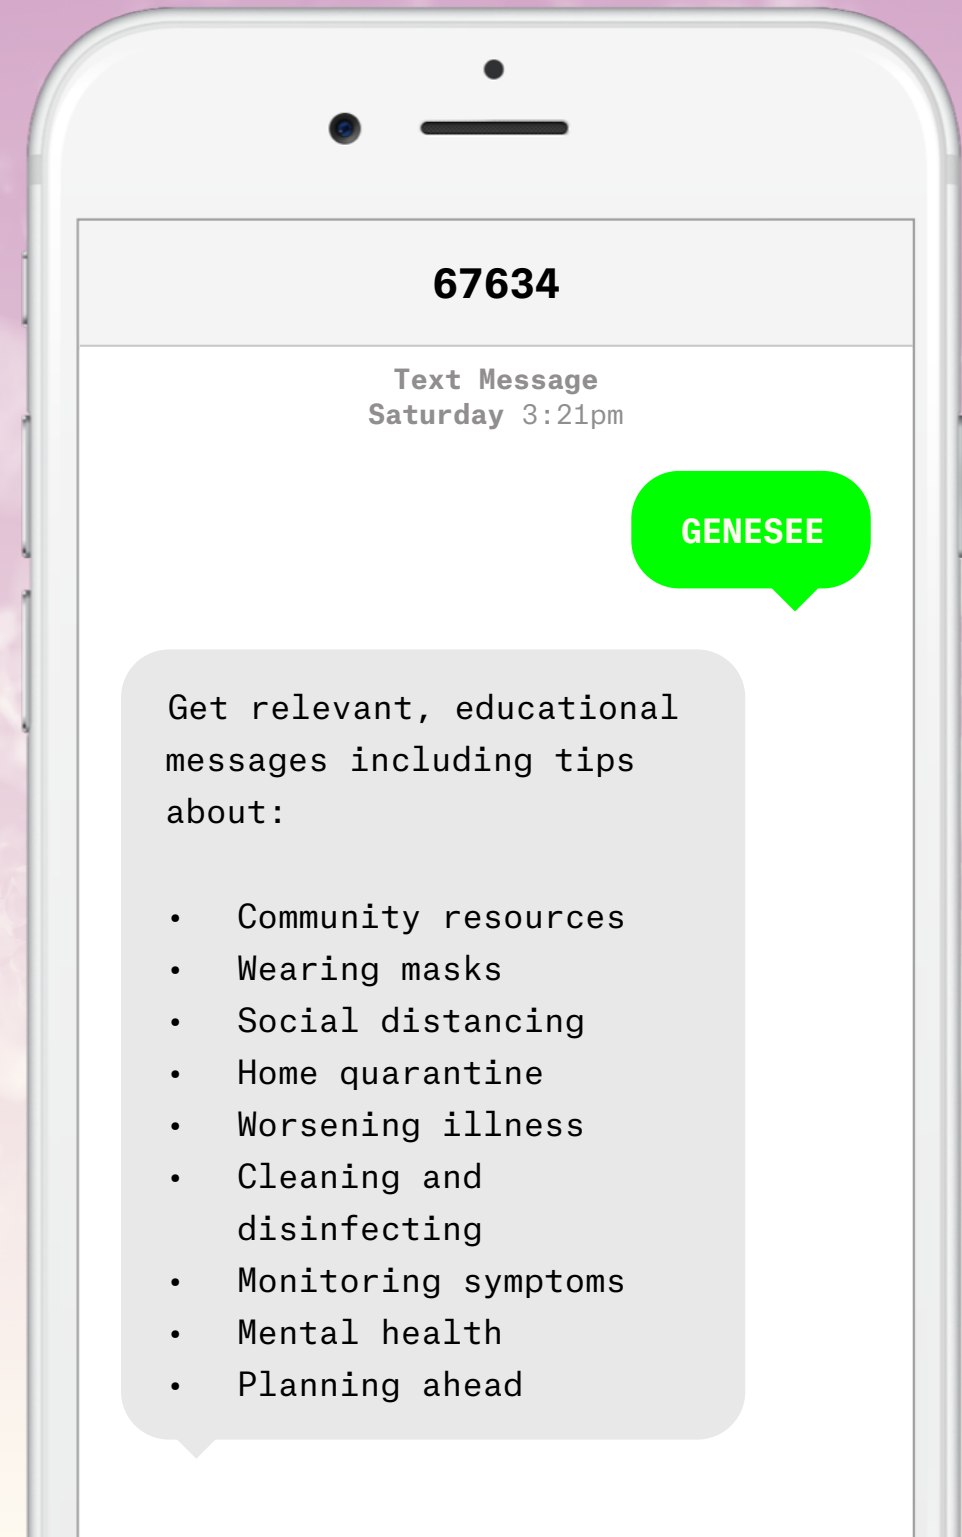 67634
Text Message
Saturday 3:21pm
GENESEE
Get relevant, educational
messages including tips
about:
• Community resources
• Wearing masks
• Social distancing
• Home quarantine
• Worsening illness
• Cleaning and
disinfecting
• Monitoring symptoms
• Mental health
• Planning ahead